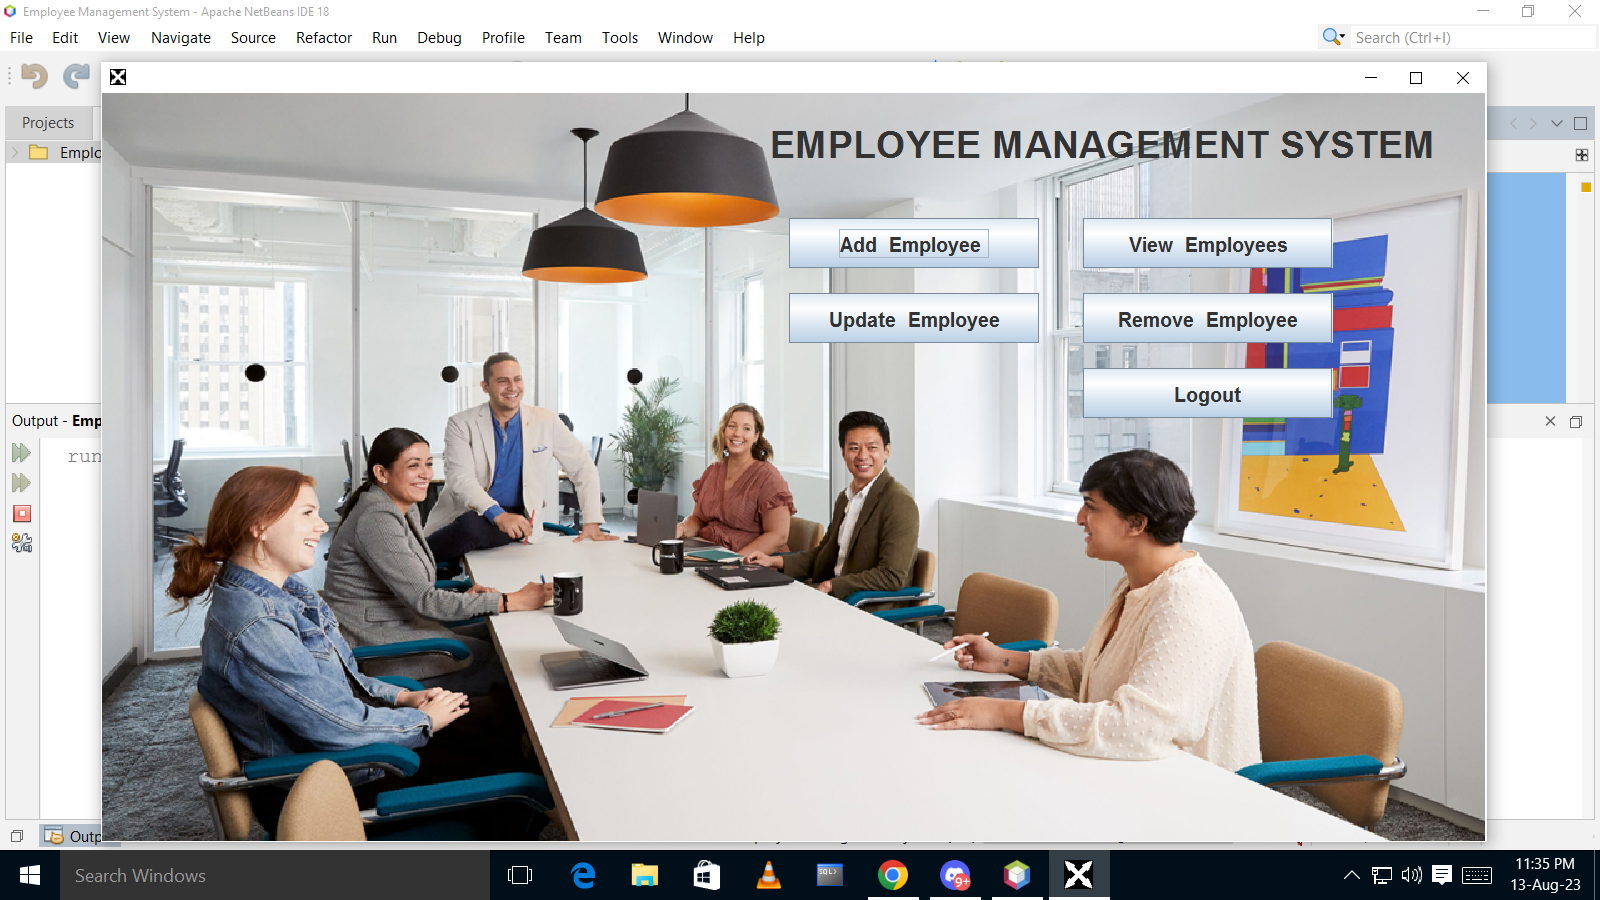 Employee Management System - Apache NetBeans IDE 18
File Edit View Navigate Source Refactor Run Debug Profile Team Tools Window Help
Search (Ctrl+I)
Projects
Emplo
EMPLOYEE MANAGEMENT SYSTEM
Add Employee
View Employees
Update Employee
Remove Employee
Logout
Output - Emp
run
Outp
Search Windows
SQL>
9+
11:35 PM
13-Aug-23